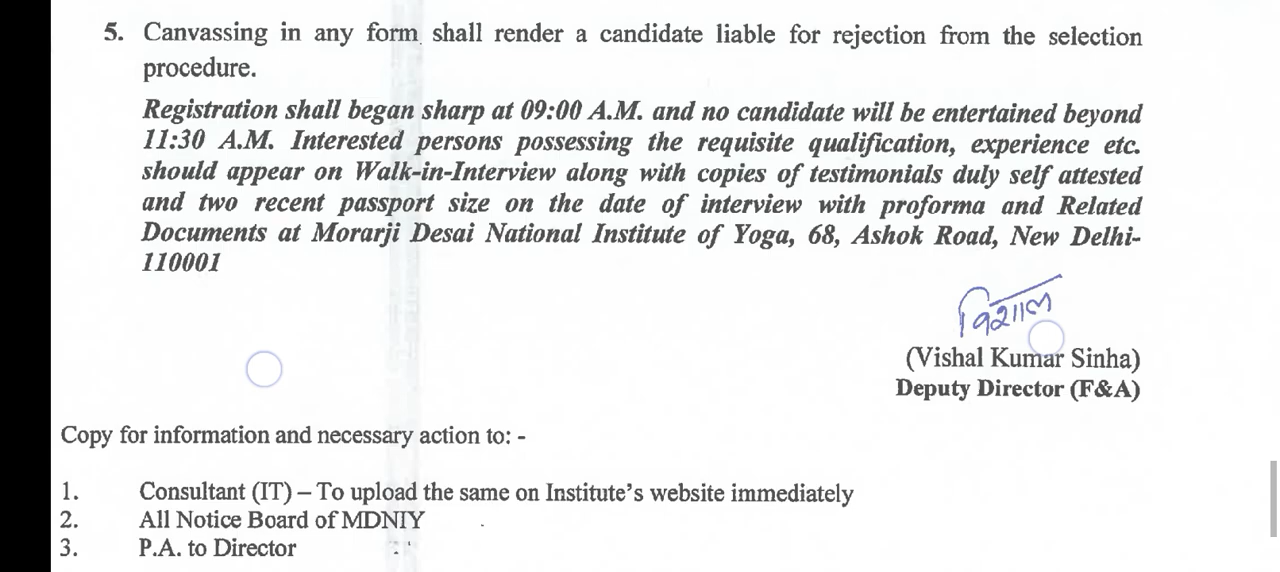 5. Canvassing in any form shall render a candidate liable for rejection from the selection
procedure.
Registration shall began sharp at 09:00 A.M. and no candidate will be entertained beyond
11:30 A.M. Interested persons possessing the requisite qualification, experience etc.
should appear on Walk-in-Interview along with copies of testimonials duly self attested
and two recent passport size on the date of interview with proforma and Related
Documents at Morarji Desai National Institute of Yoga, 68, Ashok Road, New Delhi-
110001
विशाल
(Vishal Kumar Sinha)
Deputy Director (F&A)
Copy for information and necessary action to: -
1. Consultant (IT) – To upload the same on Institute's website immediately
2. All Notice Board of MDNIY
3. P.A. to Director